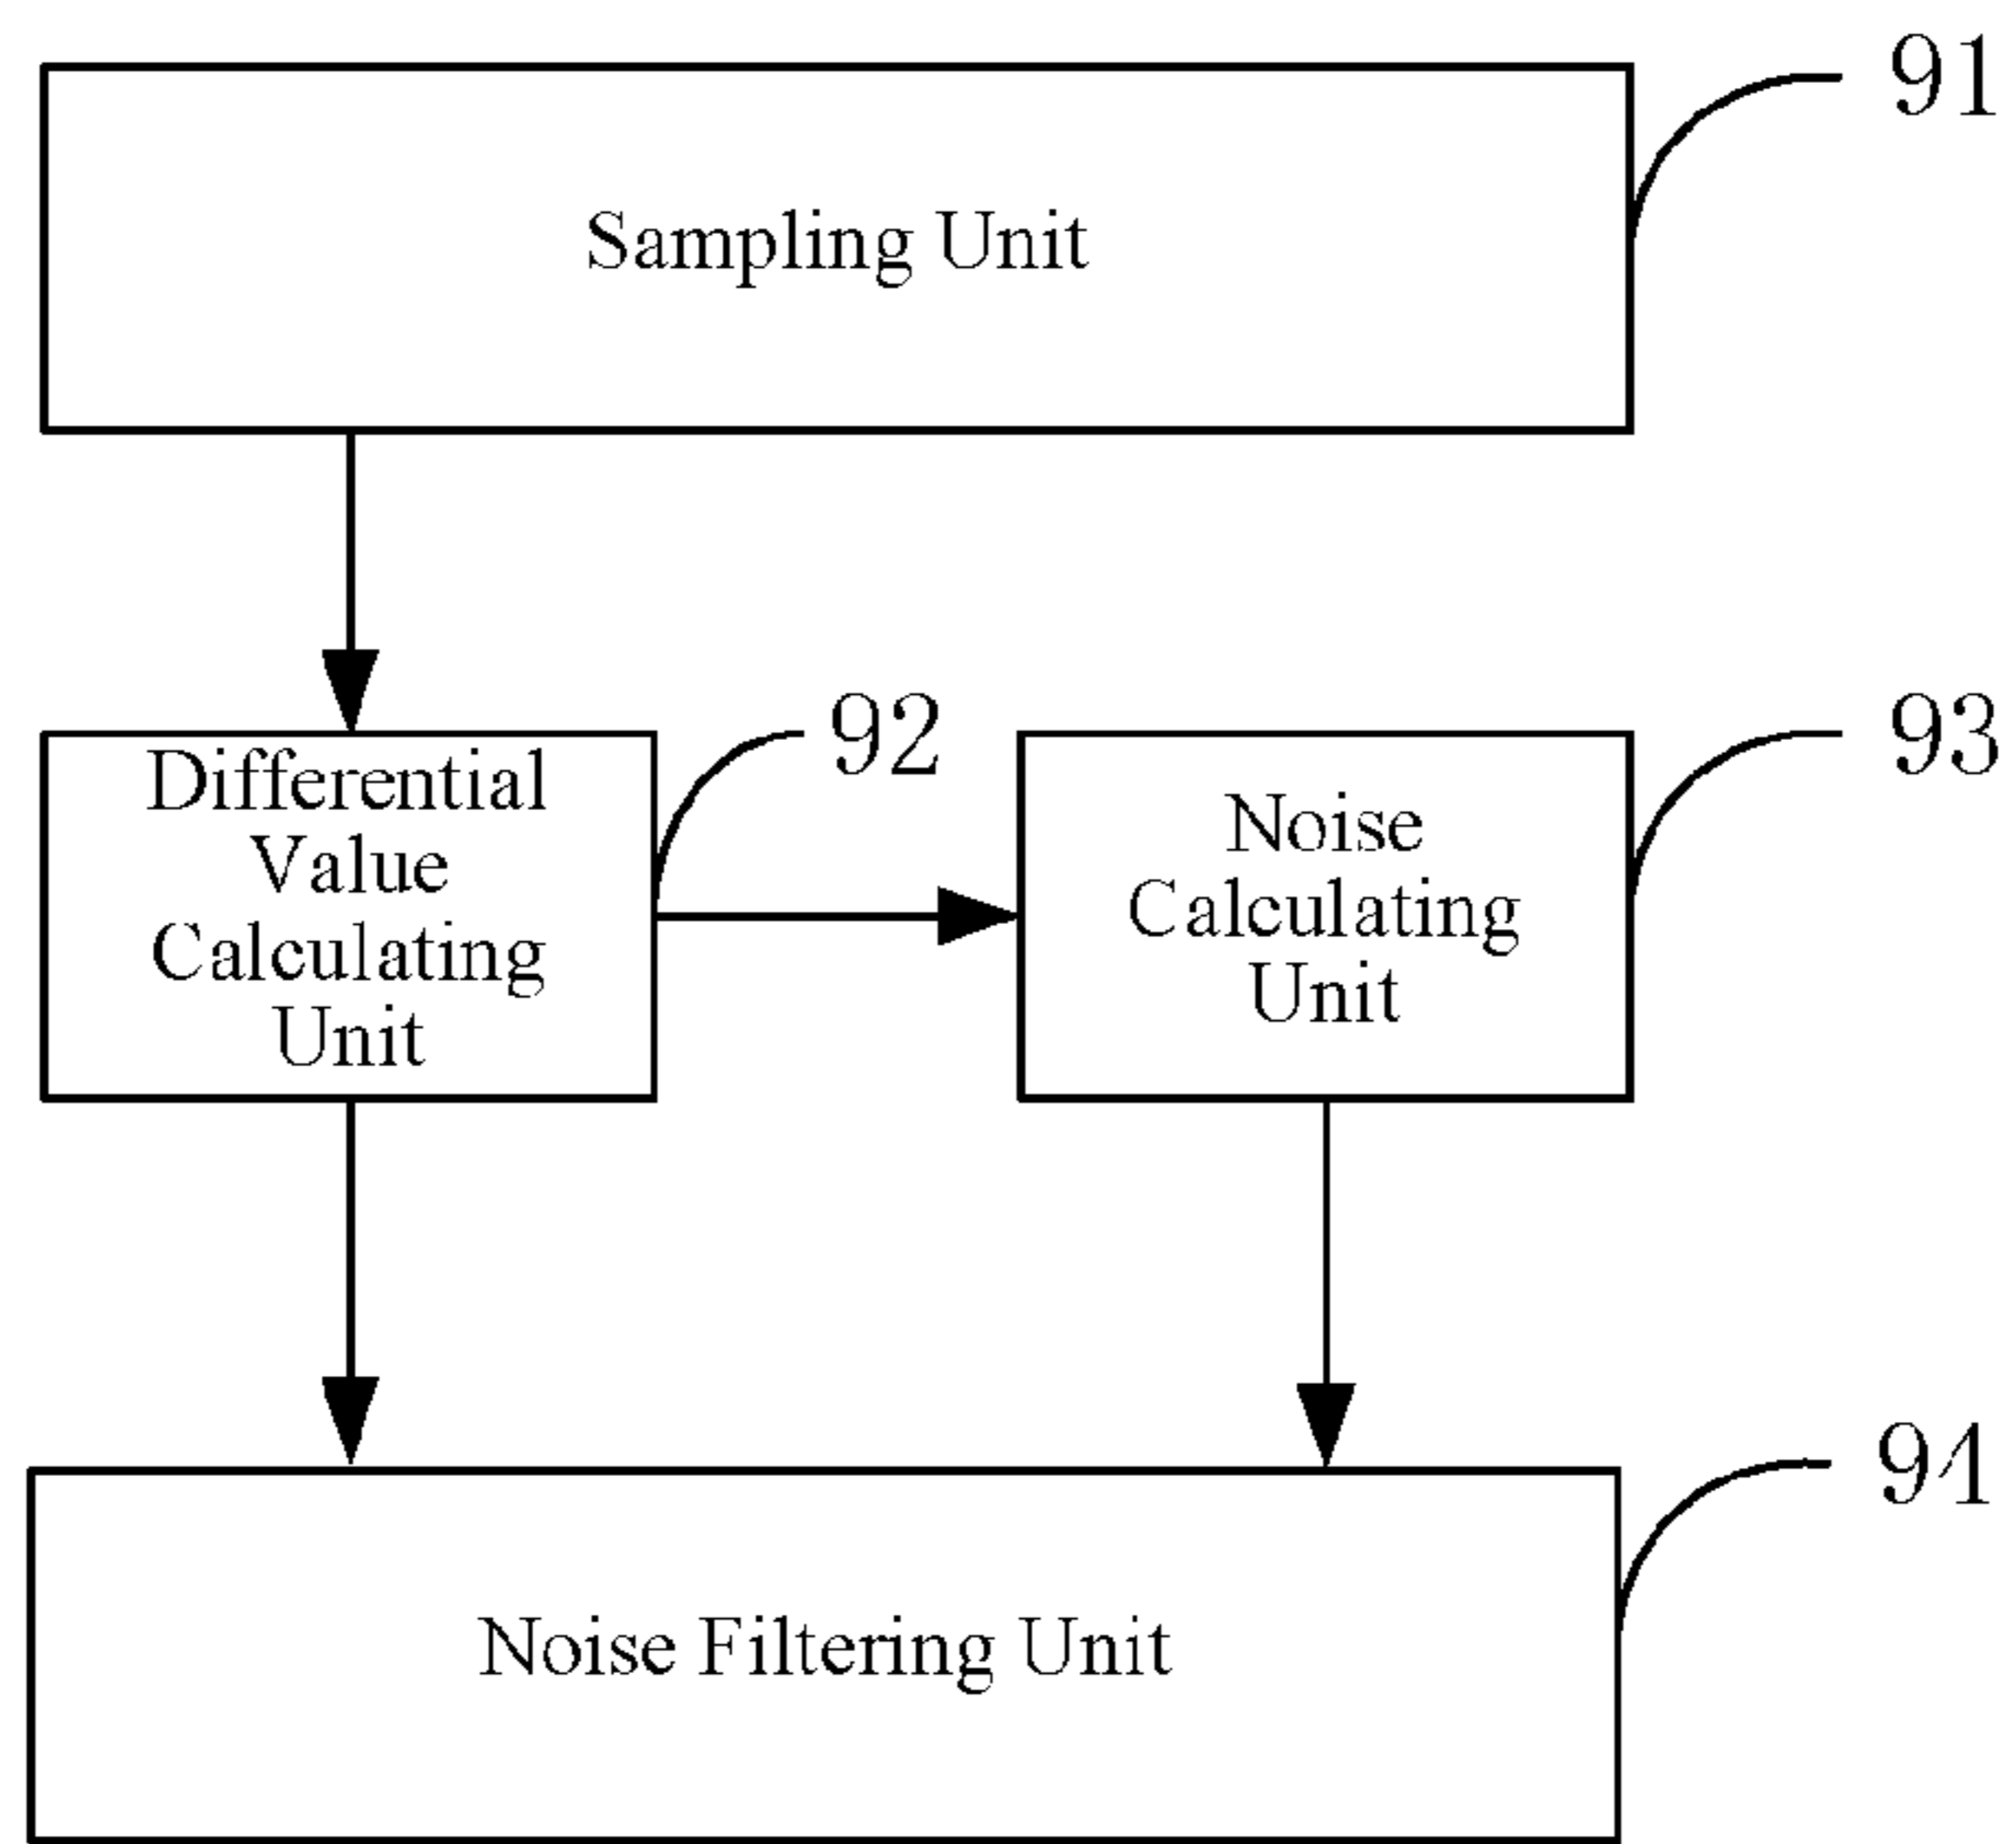 91
Sampling Unit
92
93
Differential
Value
Calculating
Unit
Noise
Calculating
Unit
94
Noise Filtering Unit